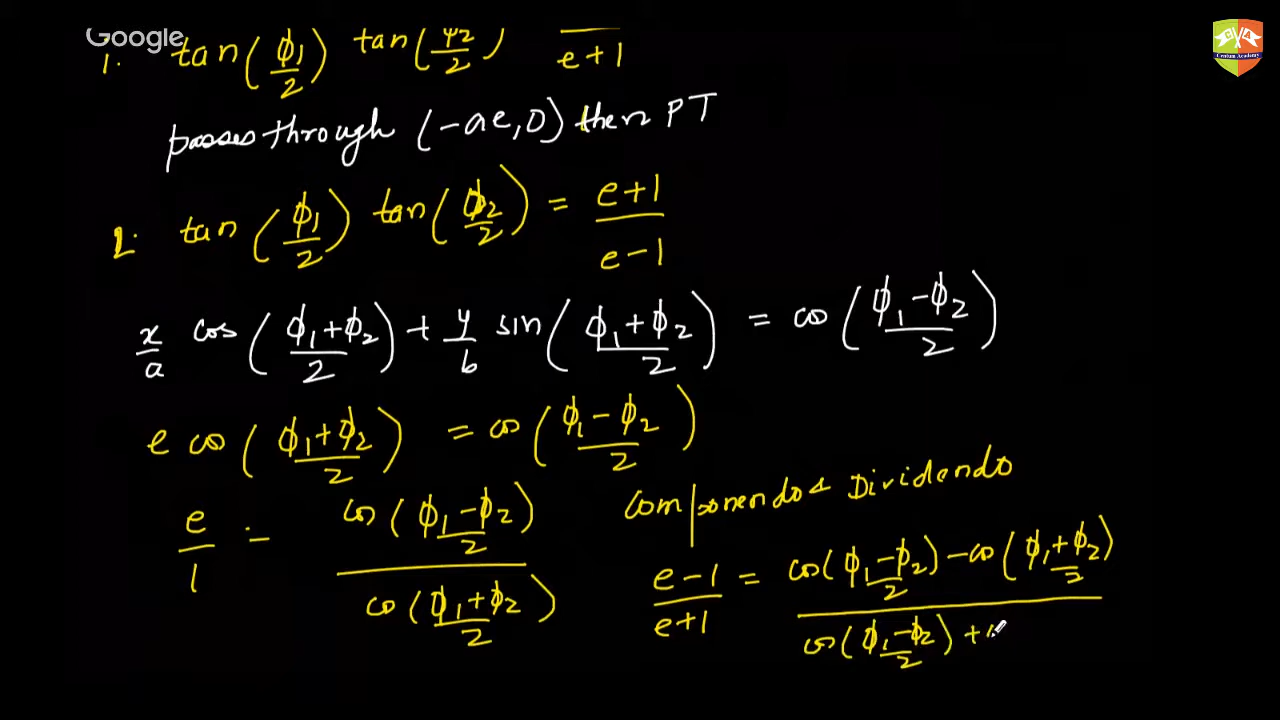 Google
1. tan(ϕ1/2) tan(φ2/2) e+1
Centum Academy
passes through (-ae, 0) then PT
2. tan(ϕ1/2) tan(ϕ2/2) = e+1/e-1
x/a cos(ϕ1+ϕ2/2) + y/b sin(ϕ1+ϕ2/2) = cos(ϕ1-ϕ2/2)
e cos(ϕ1+ϕ2/2) = cos(ϕ1-ϕ2/2)
e/1 = cos(ϕ1-ϕ2/2)/cos(ϕ1+ϕ2/2)
Componendo & Dividendo
e-1/e+1 = cos(ϕ1-ϕ2/2) - cos(ϕ1+ϕ2/2)/cos(ϕ1-ϕ2/2) +